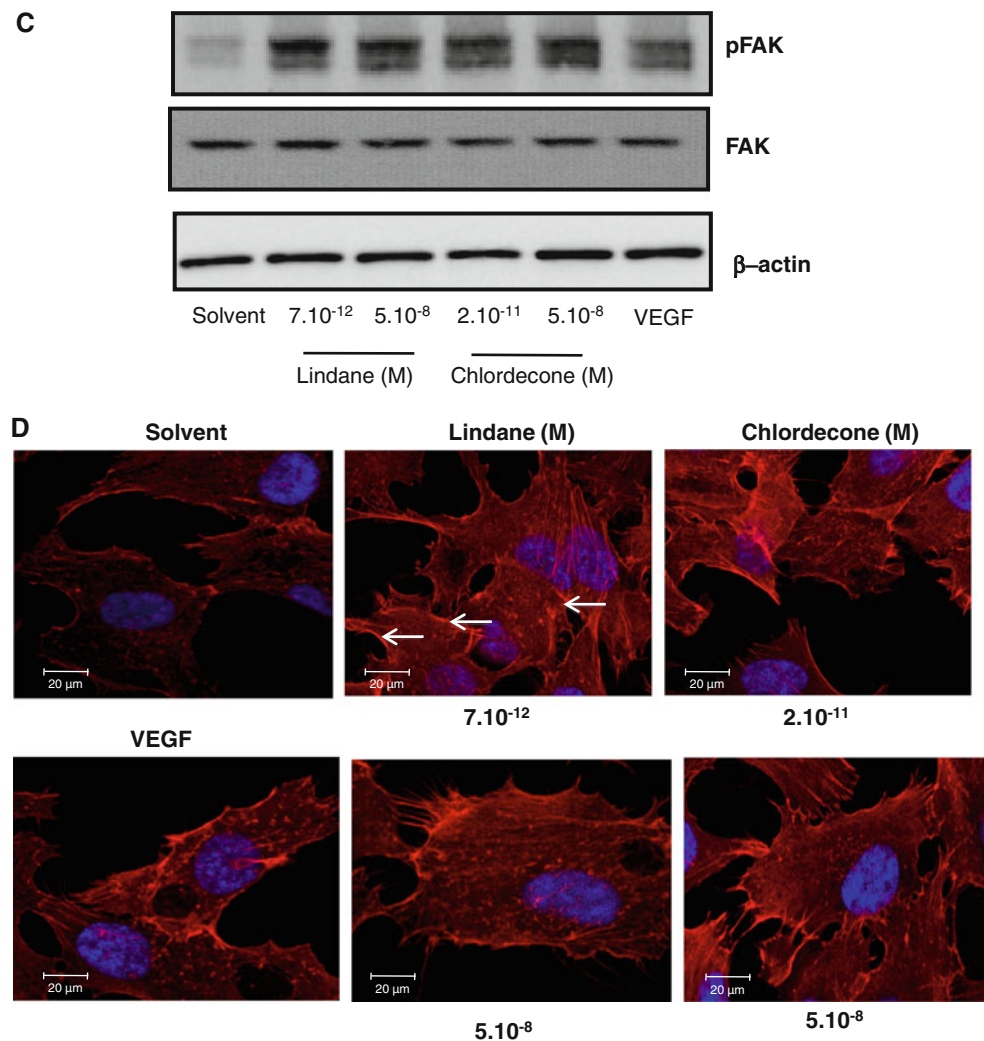 C
pFAK
FAK
β–actin
Solvent 7.10⁻¹² 5.10⁻⁸ 2.10⁻¹¹ 5.10⁻⁸ VEGF
Lindane (M) Chlordecone (M)
D
Solvent Lindane (M) Chlordecone (M)
20 µm 20 µm 20 µm
7.10⁻¹² 2.10⁻¹¹
VEGF
20 µm 20 µm 20 µm
5.10⁻⁸ 5.10⁻⁸